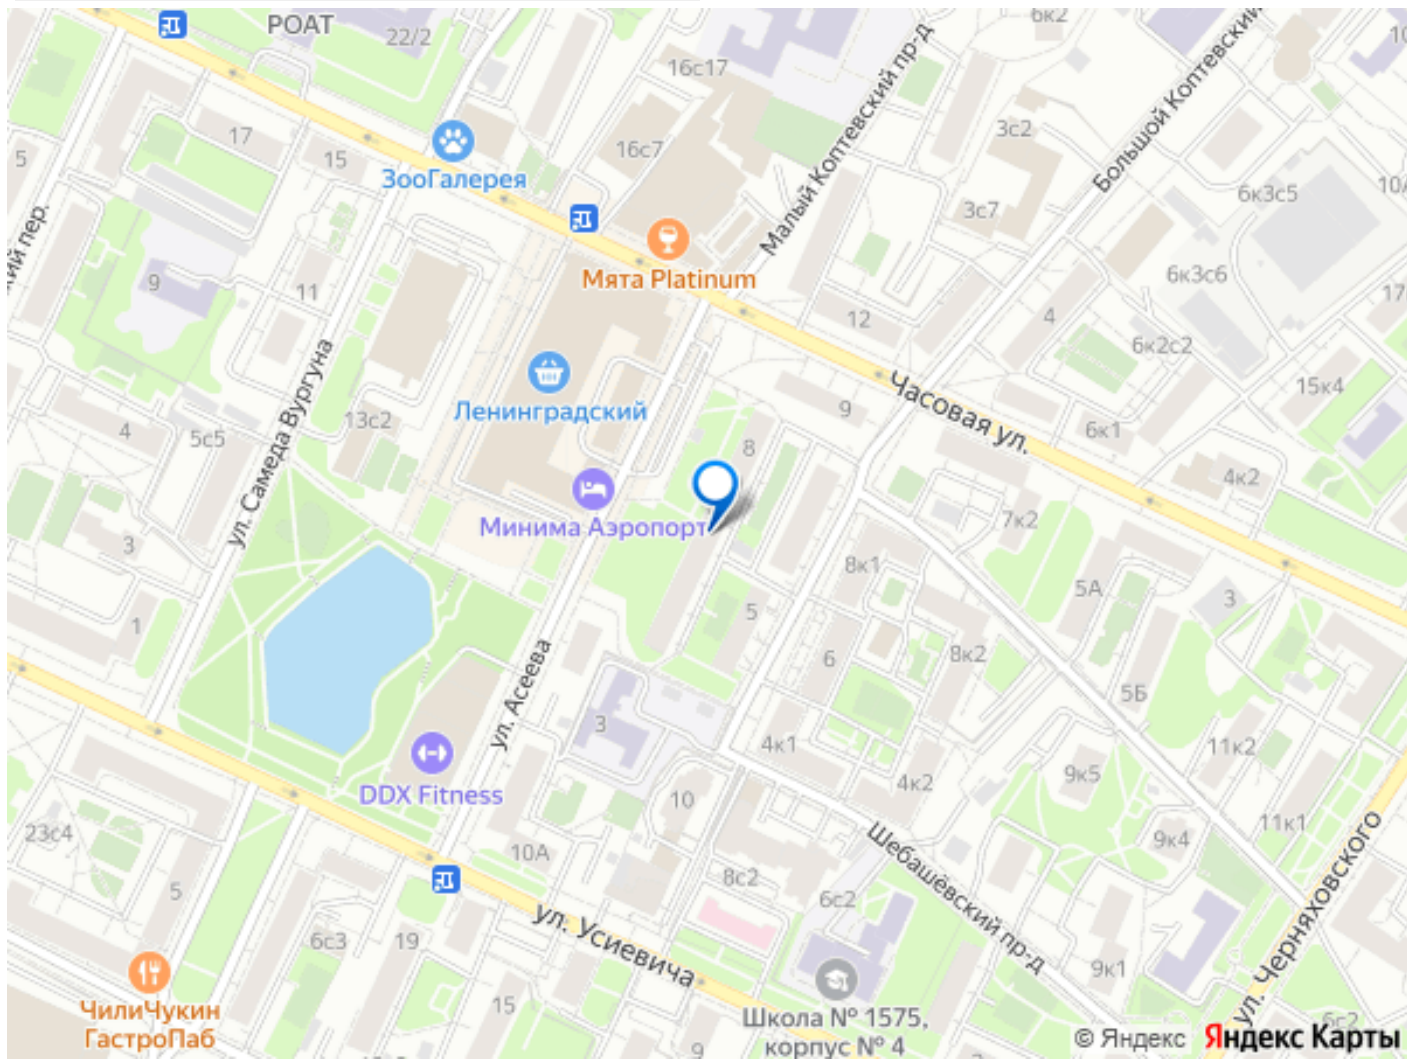 РОАТ
22/2
6к2
10
16с17
Малый Коптевский пр-д
Большой Коптевский
17
15
5
ЗооГалерея
16с7
3с2
3с7
6к3с5
10А
Мята Platinum
6к3с6
кий пер.
9
11
12
4
17
6к2с2
15к4
ул. Самеда Вургуна
Ленинградский
Часовая ул.
9
13с2
4
5с5
8
6к1
4к2
Минима Аэропорт
7к2
3
8к1
5А
3
5
1
6
8к2
5Б
ул. Асеева
3
4к1
11к2
9к5
4к2
DDX Fitness
10
23с4
10А
Шебашёвский пр-д
9к4
11к1
ул. Черняховского
5
8с2
6с2
ул. Усиевича
6с3
19
9к1
ЧилиЧукин
ГастроПаб
15
9
Школа № 1575,
корпус № 4
6с2
© Яндекс Яндекс Карты